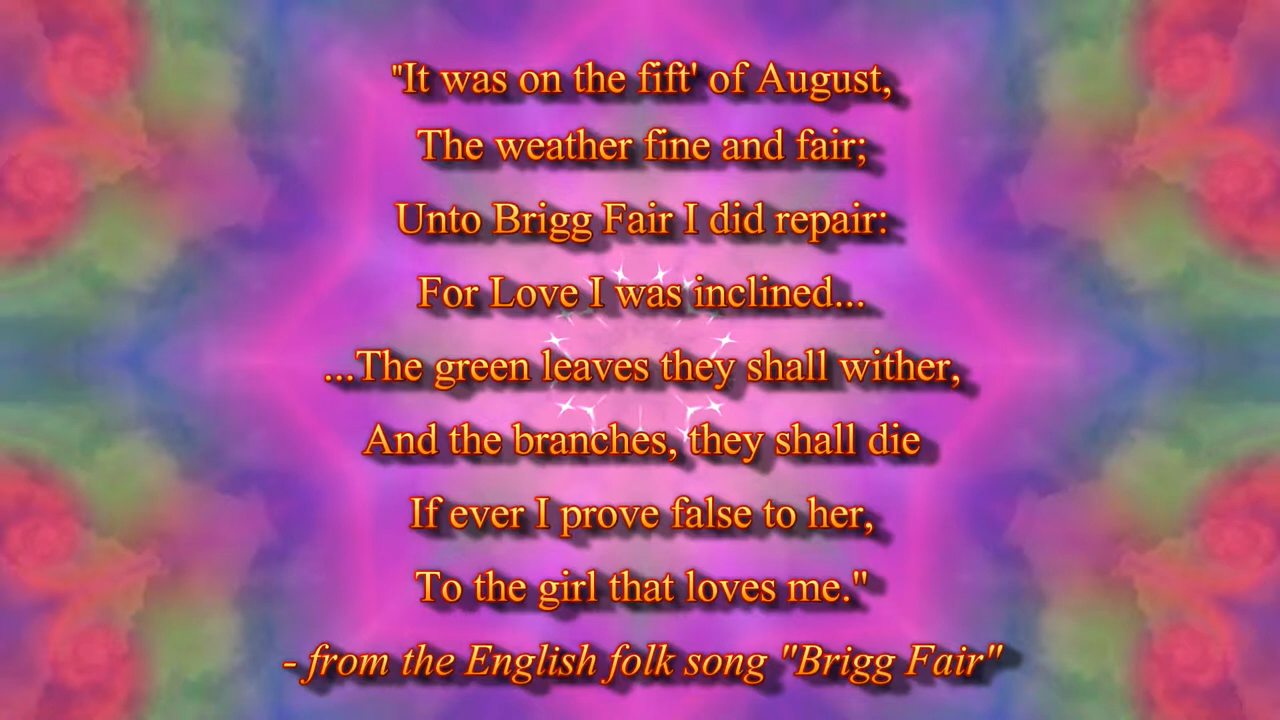 "It was on the fift' of August,
The weather fine and fair;
Unto Brigg Fair I did repair:
For Love I was inclined...
...The green leaves they shall wither,
And the branches, they shall die
If ever I prove false to her,
To the girl that loves me."
- from the English folk song "Brigg Fair"